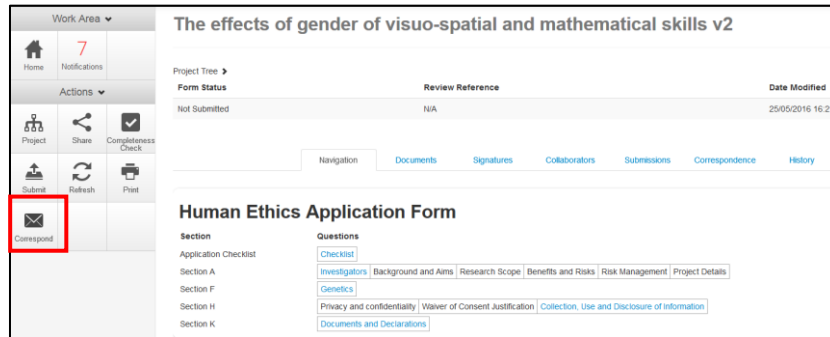 Work Area
The effects of gender of visuo-spatial and mathematical skills v2
7
Home Notifications
Project Tree
Form Status Review Reference Date Modified
Actions
Not Submitted N/A 25/05/2016 16:2
Project Share Completeness Check
Navigation Documents Signatures Collaborators Submissions Correspondence History
Submit Refresh Print
Human Ethics Application Form
Correspond
Section Questions
Application Checklist Checklist
Section A Investigators Background and Aims Research Scope Benefits and Risks Risk Management Project Details
Section F Genetics
Section H Privacy and confidentiality Waiver of Consent Justification Collection, Use and Disclosure of Information
Section K Documents and Declarations